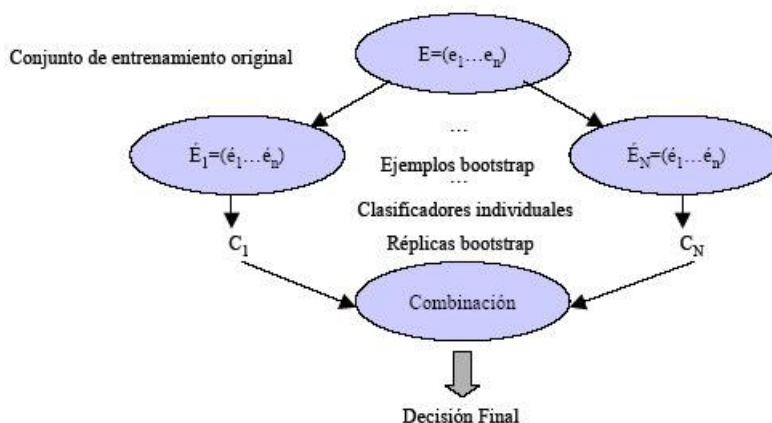 E=(e1...en)
Conjunto de entrenamiento original
É1=(é1...én)
...
Ejemplos bootstrap
...
ÉN=(é1...én)
Clasificadores individuales
C1
Réplicas bootstrap
CN
Combinación
Decisión Final